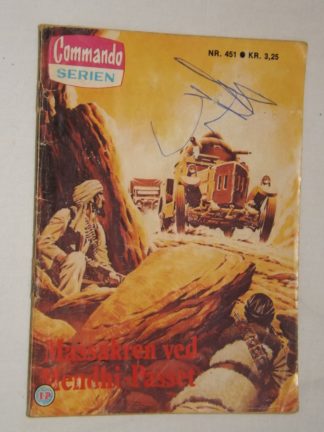 Commando
SERIEN
NR. 451 ● KR. 3,25
Massakren ved
Mendhi-Passet
I·P